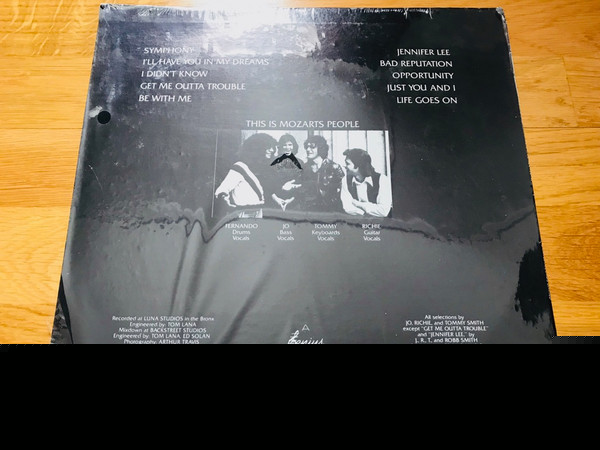 SYMPHONY
I'LL HAVE YOU IN MY DREAMS
I DIDN'T KNOW
GET ME OUTTA TROUBLE
BE WITH ME
JENNIFER LEE
BAD REPUTATION
OPPORTUNITY
JUST YOU AND I
LIFE GOES ON
THIS IS MOZARTS PEOPLE
FERNANDO
Drums
Vocals
JO
Bass
Vocals
TOMMY
Keyboards
Vocals
RICHIE
Guitar
Vocals
Recorded at LUNA STUDIOS in the Bronx
Engineered by: TOM LANA
Mixdown at BACKSTREET STUDIOS
Engineered by: TOM LANA, ED SOLAN
Photography: ARTHUR TRAVIS
All selections by
JO, RICHIE, and TOMMY SMITH
except "GET ME OUTTA TROUBLE"
and "JENNIFER LEE," by
J., R., T., and ROBB SMITH